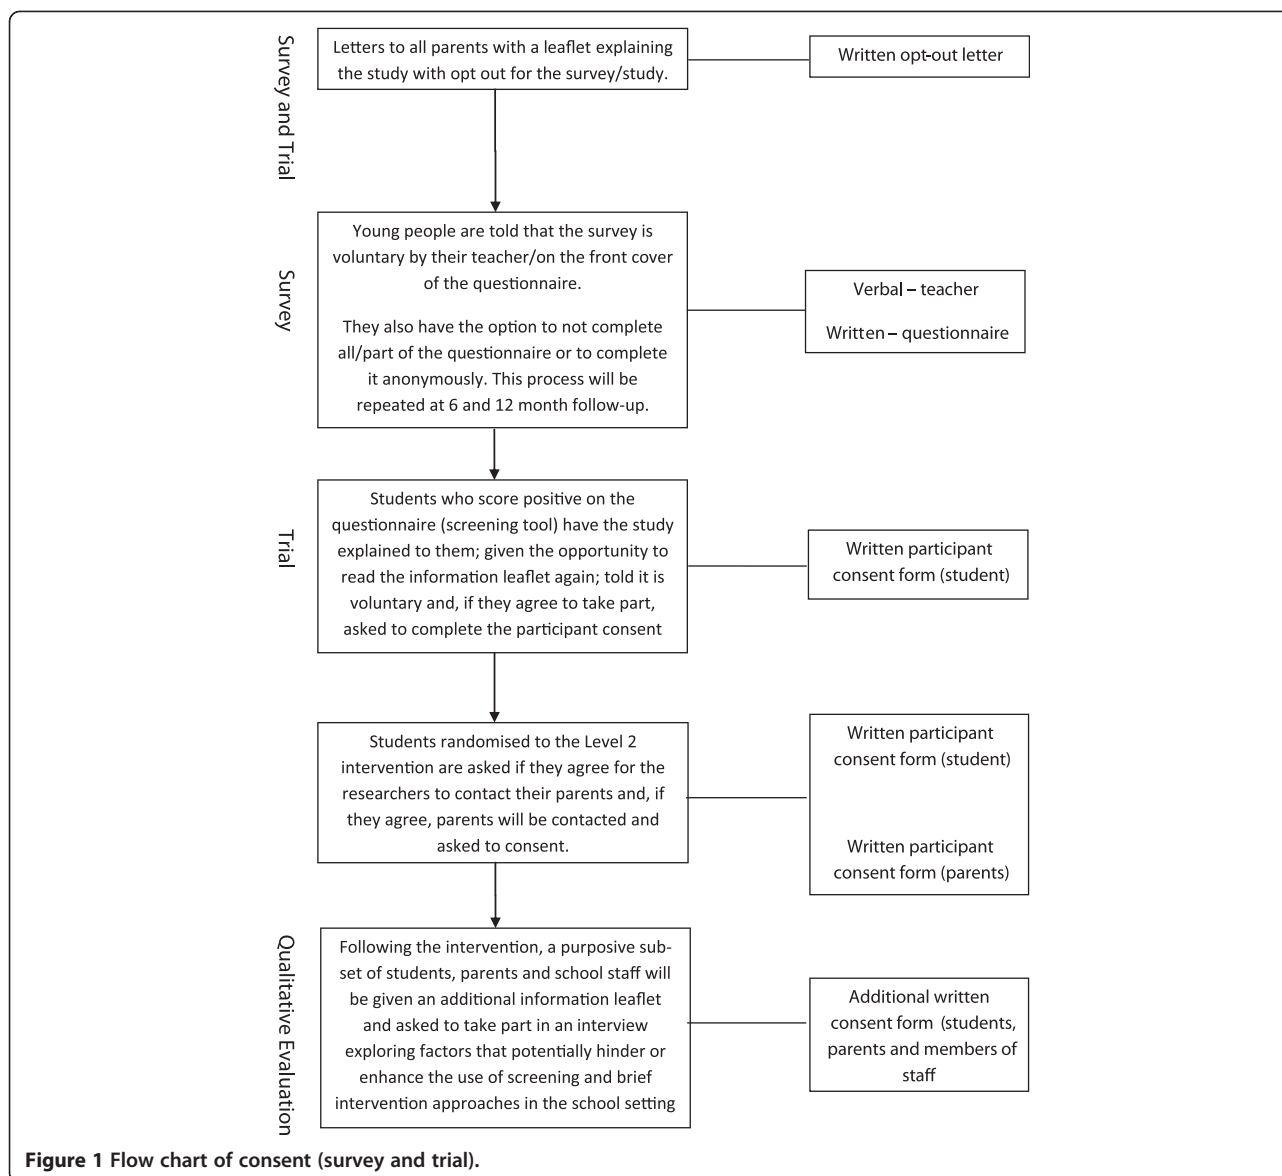 Survey and Trial
Letters to all parents with a leaflet explaining
the study with opt out for the survey/study.
Written opt-out letter
Survey
Young people are told that the survey is
voluntary by their teacher/on the front cover
of the questionnaire.
They also have the option to not complete
all/part of the questionnaire or to complete
it anonymously. This process will be
repeated at 6 and 12 month follow-up.
Verbal – teacher
Written – questionnaire
Trial
Students who score positive on the
questionnaire (screening tool) have the study
explained to them; given the opportunity to
read the information leaflet again; told it is
voluntary and, if they agree to take part,
asked to complete the participant consent
Written participant
consent form (student)
Students randomised to the Level 2
intervention are asked if they agree for the
researchers to contact their parents and, if
they agree, parents will be contacted and
asked to consent.
Written participant
consent form (student)
Written participant
consent form (parents)
Qualitative Evaluation
Following the intervention, a purposive sub-
set of students, parents and school staff will
be given an additional information leaflet
and asked to take part in an interview
exploring factors that potentially hinder or
enhance the use of screening and brief
intervention approaches in the school setting
Additional written
consent form (students,
parents and members of
staff
Figure 1 Flow chart of consent (survey and trial).